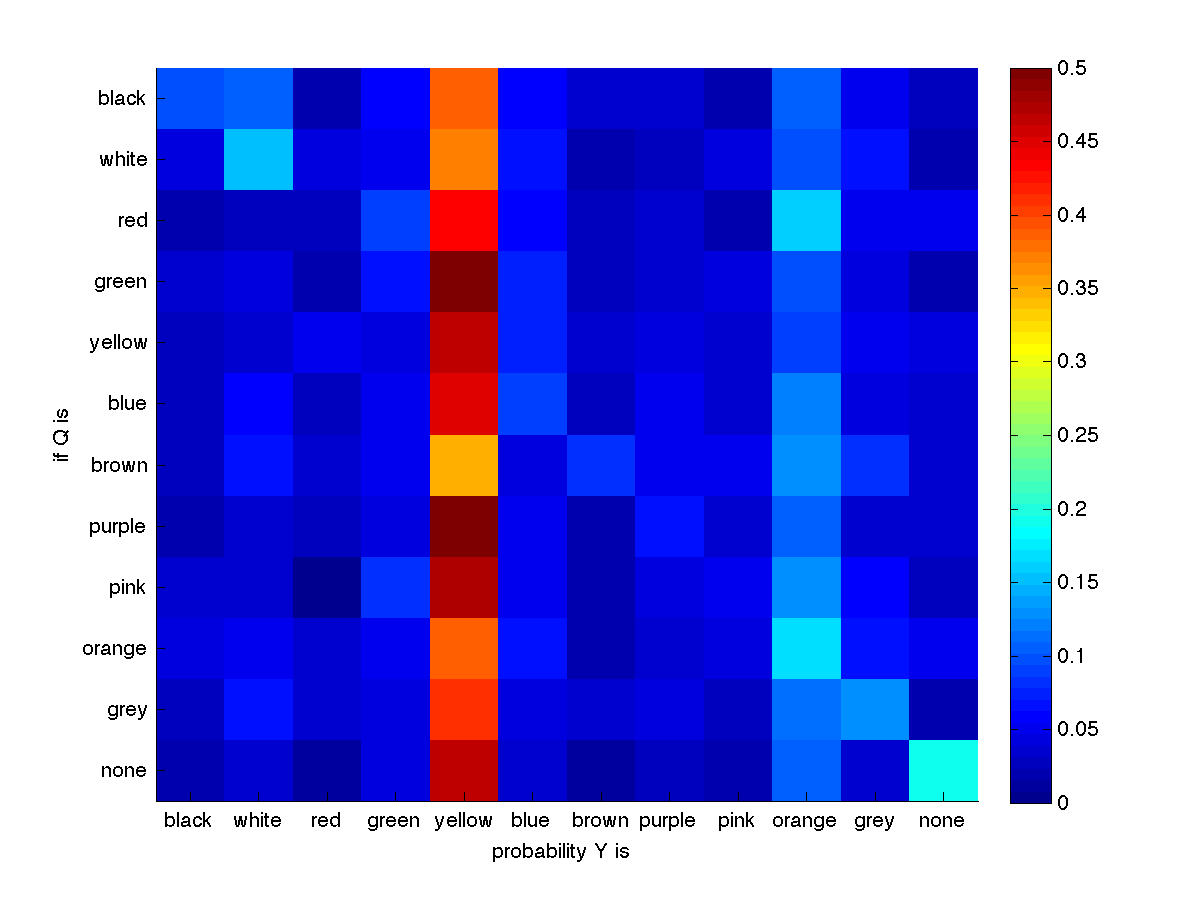 black
white
red
green
yellow
blue
brown
purple
pink
orange
grey
none
if Q is
black white red green yellow blue brown purple pink orange grey none
probability Y is
0.5
0.45
0.4
0.35
0.3
0.25
0.2
0.15
0.1
0.05
0